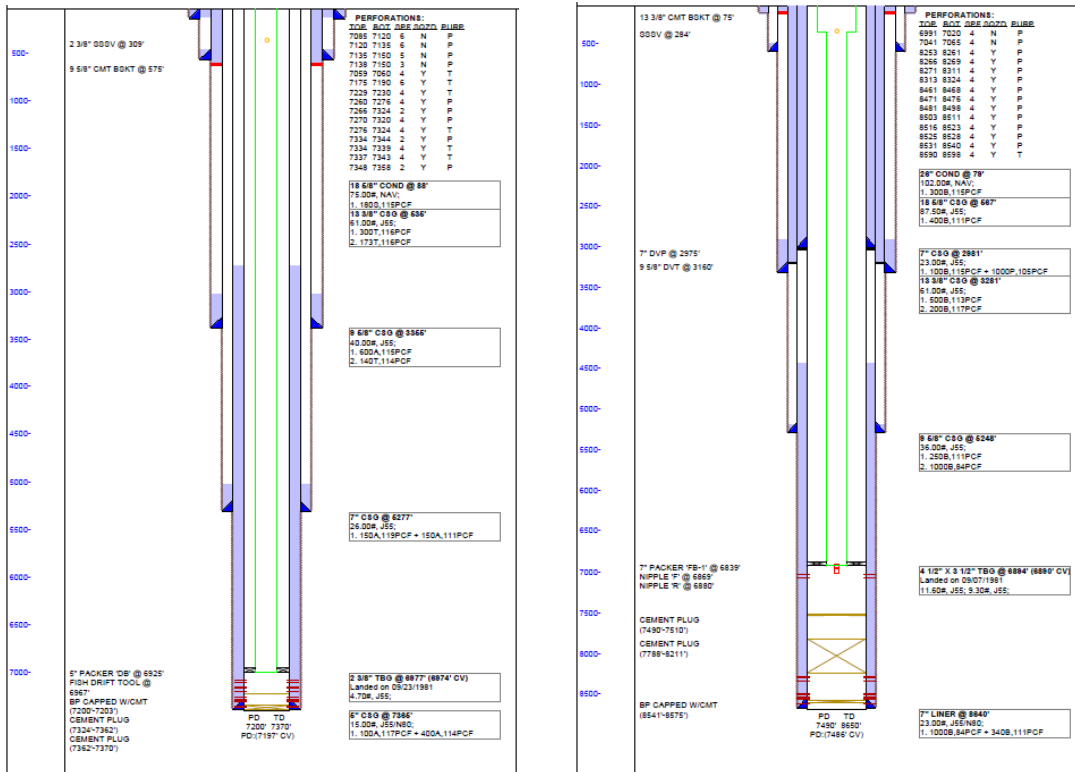 2 3/8" SSSV @ 309'
9 5/8" CMT BSKT @ 575'
500-
1000-
1500-
2000-
2500-
3000-
3500-
4000-
4500-
5000-
5500-
6000-
6500-
7000-
PERFORATIONS:
TOP BOT SPF SQZD PURP
7085 7120 6 N P
7120 7135 6 N P
7135 7150 5 N P
7138 7150 3 N P
7059 7060 4 Y T
7175 7190 6 Y T
7229 7230 4 Y T
7260 7276 4 Y P
7266 7324 2 Y P
7270 7320 4 Y P
7276 7324 4 Y T
7334 7344 2 Y P
7334 7339 4 Y T
7337 7343 4 Y T
7348 7358 2 Y P
18 5/8" COND @ 88'
75.00#, NAV;
1. 180S,115PCF
13 3/8" CSG @ 535'
61.00#, J55;
1. 300T,116PCF
2. 173T,116PCF
9 5/8" CSG @ 3355'
40.00#, J55;
1. 600A,115PCF
2. 140T,114PCF
7" CSG @ 5277'
26.00#, J55;
1. 150A,119PCF + 150A,111PCF
5" PACKER 'DB' @ 6925'
FISH DRIFT TOOL @
6967'
BP CAPPED W/CMT
(7200'-7203')
CEMENT PLUG
(7324'-7362')
CEMENT PLUG
(7362'-7370')
PD TD
7200' 7370'
PD:(7197' CV)
2 3/8" TBG @ 6977' (6974' CV)
Landed on 09/23/1981
4.70#, J55;
5" CSG @ 7365'
15.00#, J55/N80;
1. 100A,117PCF + 400A,114PCF
13 3/8" CMT BSKT @ 75'
SSSV @ 284'
500-
1000-
1500-
2000-
2500-
3000-
3500-
4000-
4500-
5000-
5500-
6000-
6500-
7000-
7500-
8000-
8500-
PERFORATIONS:
TOP BOT SPF SQZD PURP
6991 7020 4 N P
7041 7065 4 N P
8253 8261 4 Y P
8266 8269 4 Y P
8271 8311 4 Y P
8313 8324 4 Y P
8461 8468 4 Y P
8471 8476 4 Y P
8481 8498 4 Y P
8503 8511 4 Y P
8516 8523 4 Y P
8525 8528 4 Y P
8531 8540 4 Y P
8590 8598 4 Y T
26" COND @ 79'
102.00#, NAV;
1. 300B,115PCF
18 5/8" CSG @ 567'
87.50#, J55;
1. 400B,111PCF
7" DVP @ 2975'
9 5/8" DVT @ 3160'
7" CSG @ 2981'
23.00#, J55;
1. 100B,115PCF + 1000P,105PCF
13 3/8" CSG @ 3281'
61.00#, J55;
1. 500B,113PCF
2. 200B,117PCF
9 5/8" CSG @ 5248'
36.00#, J55;
1. 250B,111PCF
2. 1000B,84PCF
7" PACKER 'FB-1' @ 6839'
NIPPLE 'F' @ 6869'
NIPPLE 'R' @ 6880'
4 1/2" X 3 1/2" TBG @ 6894' (6890' CV)
Landed on 09/07/1981
11.60#, J55; 9.30#, J55;
CEMENT PLUG
(7490'-7510')
CEMENT PLUG
(7788'-8211')
BP CAPPED W/CMT
(8541'-8575')
PD TD
7490' 8650'
PD:(7486' CV)
7" LINER @ 8640'
23.00#, J55/N80;
1. 1000B,84PCF + 340B,111PCF